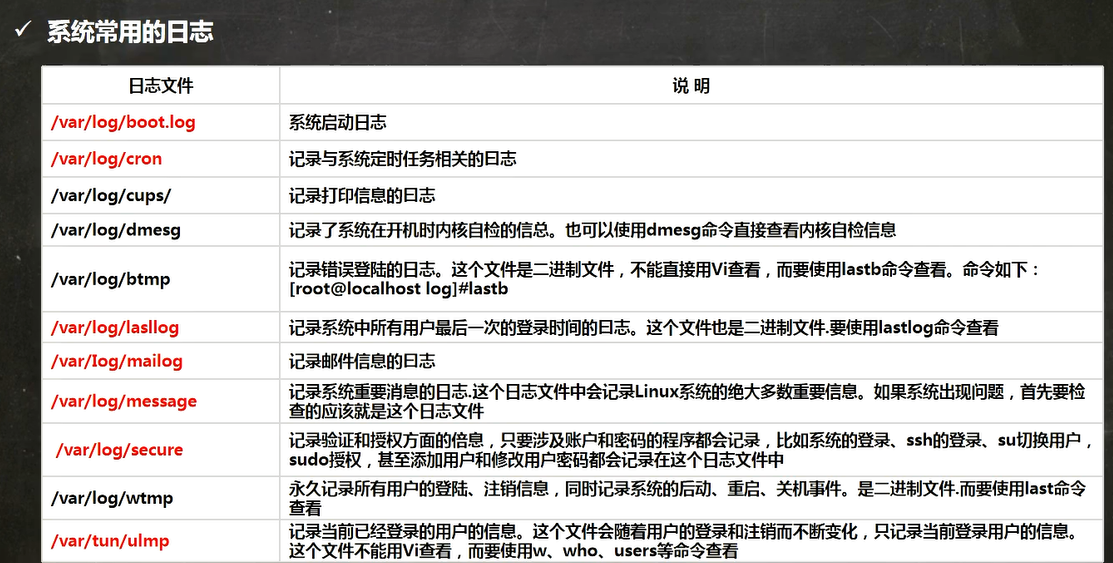 ✓ 系统常用的日志
日志文件 说 明
/var/log/boot.log 系统启动日志
/var/log/cron 记录与系统定时任务相关的日志
/var/log/cups/ 记录打印信息的日志
/var/log/dmesg 记录了系统在开机时内核自检的信总。也可以使用dmesg命令直接查看内核自检信息
/var/log/btmp 记录错误登陆的日志。这个文件是二进制文件，不能直接用Vi查看，而要使用lastb命令查看。命令如下：
[root@localhost log]#lastb
/var/log/lasllog 记录系统中所有用户最后一次的登录时间的曰志。这个文件也是二进制文件.要使用lastlog命令查看
/var/Iog/mailog 记录邮件信息的曰志
/var/log/message 记录系统重要消息的日志.这个日志文件中会记录Linux系统的绝大多数重要信息。如果系统出现问题，首先要检
查的应该就是这个日志文件
/var/log/secure 记录验证和授权方面的倍息，只要涉及账户和密码的程序都会记录，比如系统的登录、ssh的登录、su切换用户，
sudo授权，甚至添加用户和修改用户密码都会记录在这个日志文件中
/var/log/wtmp 永久记录所有用户的登陆、注销信息，同时记录系统的后动、重启、关机事件。是二进制文件.而要使用last命令
查看
/var/tun/ulmp 记录当前已经登录的用户的信息。这个文件会随着用户的登录和注销而不断变化，只记录当前登录用户的信息。
这个文件不能用Vi查看，而要使用w、who、users等命令查看